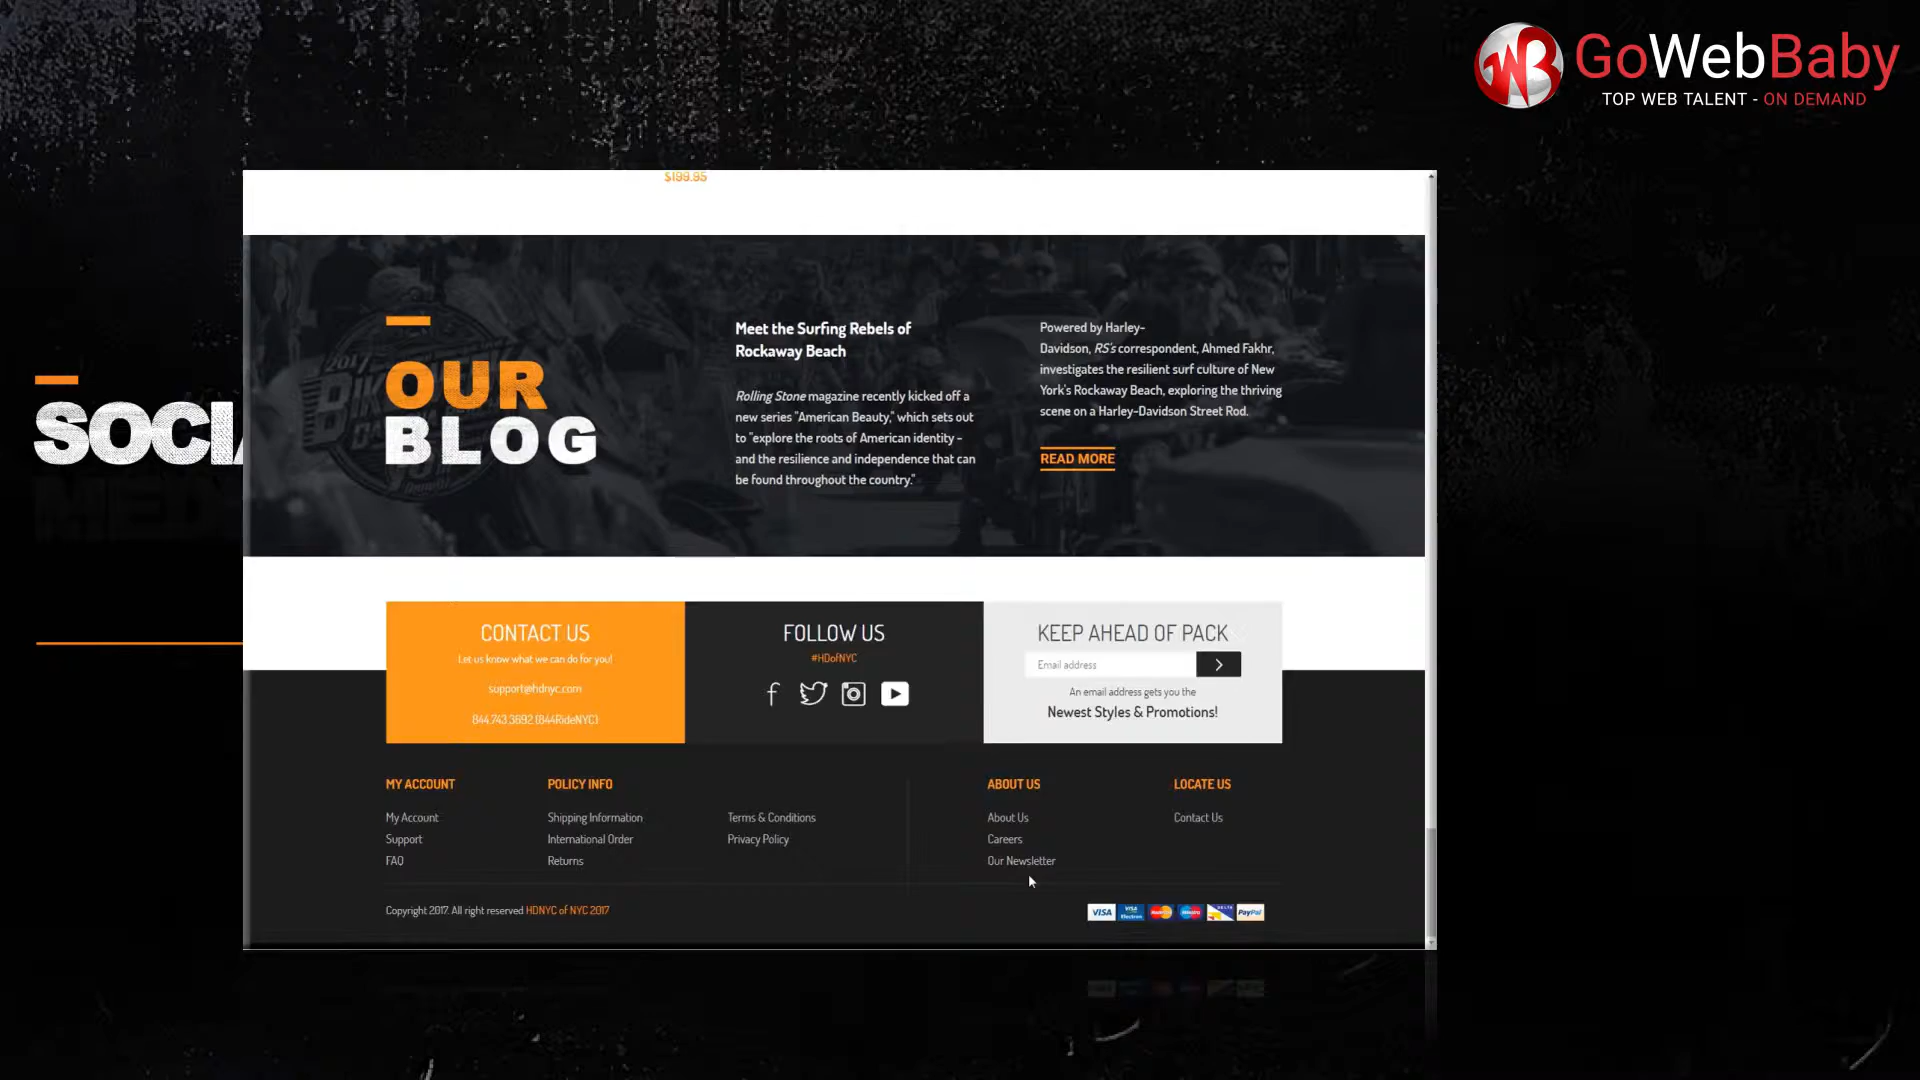 GoWebBaby
TOP WEB TALENT - ON DEMAND
$199.95
SOCIA
OUR
BLOG
Meet the Surfing Rebels of
Rockaway Beach
Rolling Stone magazine recently kicked off a
new series "American Beauty," which sets out
to "explore the roots of American identity -
and the resilience and independence that can
be found throughout the country."
Powered by Harley-
Davidson, RS's correspondent, Ahmed Fakhr,
investigates the resilient surf culture of New
York's Rockaway Beach, exploring the thriving
scene on a Harley-Davidson Street Rod.
READ MORE
CONTACT US
Let us know what we can do for you!
support@hdnyc.com
844.743.3692 (844RideNYC)
FOLLOW US
#HDofNYC
KEEP AHEAD OF PACK
Email address
An email address gets you the
Newest Styles & Promotions!
MY ACCOUNT
My Account
Support
FAQ
POLICY INFO
Shipping Information
International Order
Returns
Terms & Conditions
Privacy Policy
ABOUT US
About Us
Careers
Our Newsletter
LOCATE US
Contact Us
Copyright 2017. All right reserved HDNYC of NYC 2017
VISA
VISA Electron
DELTA
PayPal